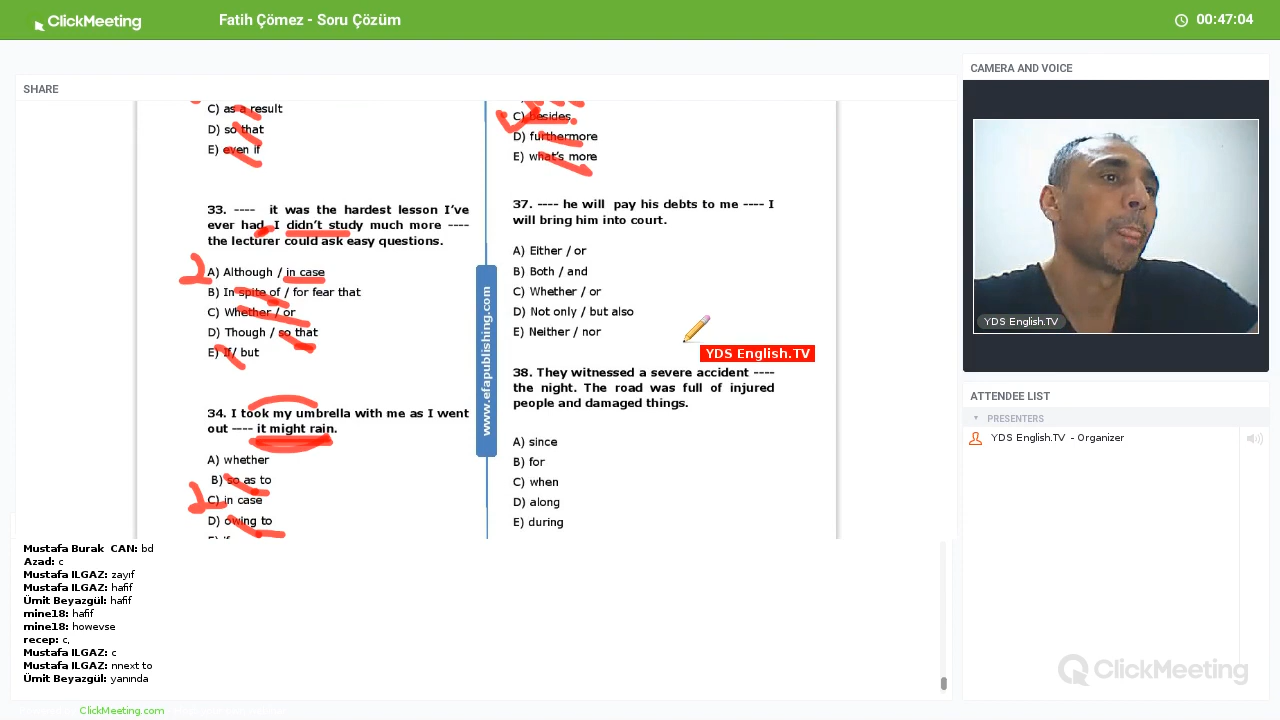 ClickMeeting
Fatih Çömez - Soru Çözüm
00:47:04
SHARE
C) as a result
D) so that
E) even if
33. ---- it was the hardest lesson I’ve
ever had, I didn’t study much more ----
the lecturer could ask easy questions.
A) Although / in case
B) In spite of / for fear that
C) Whether / or
D) Though / so that
E) If/ but
34. I took my umbrella with me as I went
out ---- it might rain.
A) whether
B) so as to
C) in case
D) owing to
E) if
www.efapublishing.com
C) besides
D) furthermore
E) what’s more
37. ---- he will pay his debts to me ---- I
will bring him into court.
A) Either / or
B) Both / and
C) Whether / or
D) Not only / but also
E) Neither / nor
YDS English.TV
38. They witnessed a severe accident ----
the night. The road was full of injured
people and damaged things.
A) since
B) for
C) when
D) along
E) during
CAMERA AND VOICE
YDS English.TV
ATTENDEE LIST
PRESENTERS
YDS English.TV - Organizer
Mustafa Burak CAN: bd
Azad: c
Mustafa ILGAZ: zayıf
Mustafa ILGAZ: hafif
Ümit Beyazgül: hafif
mine18: hafif
mine18: howevse
recep: c,
Mustafa ILGAZ: c
Mustafa ILGAZ: nnext to
Ümit Beyazgül: yanında
ClickMeeting
ClickMeeting.com